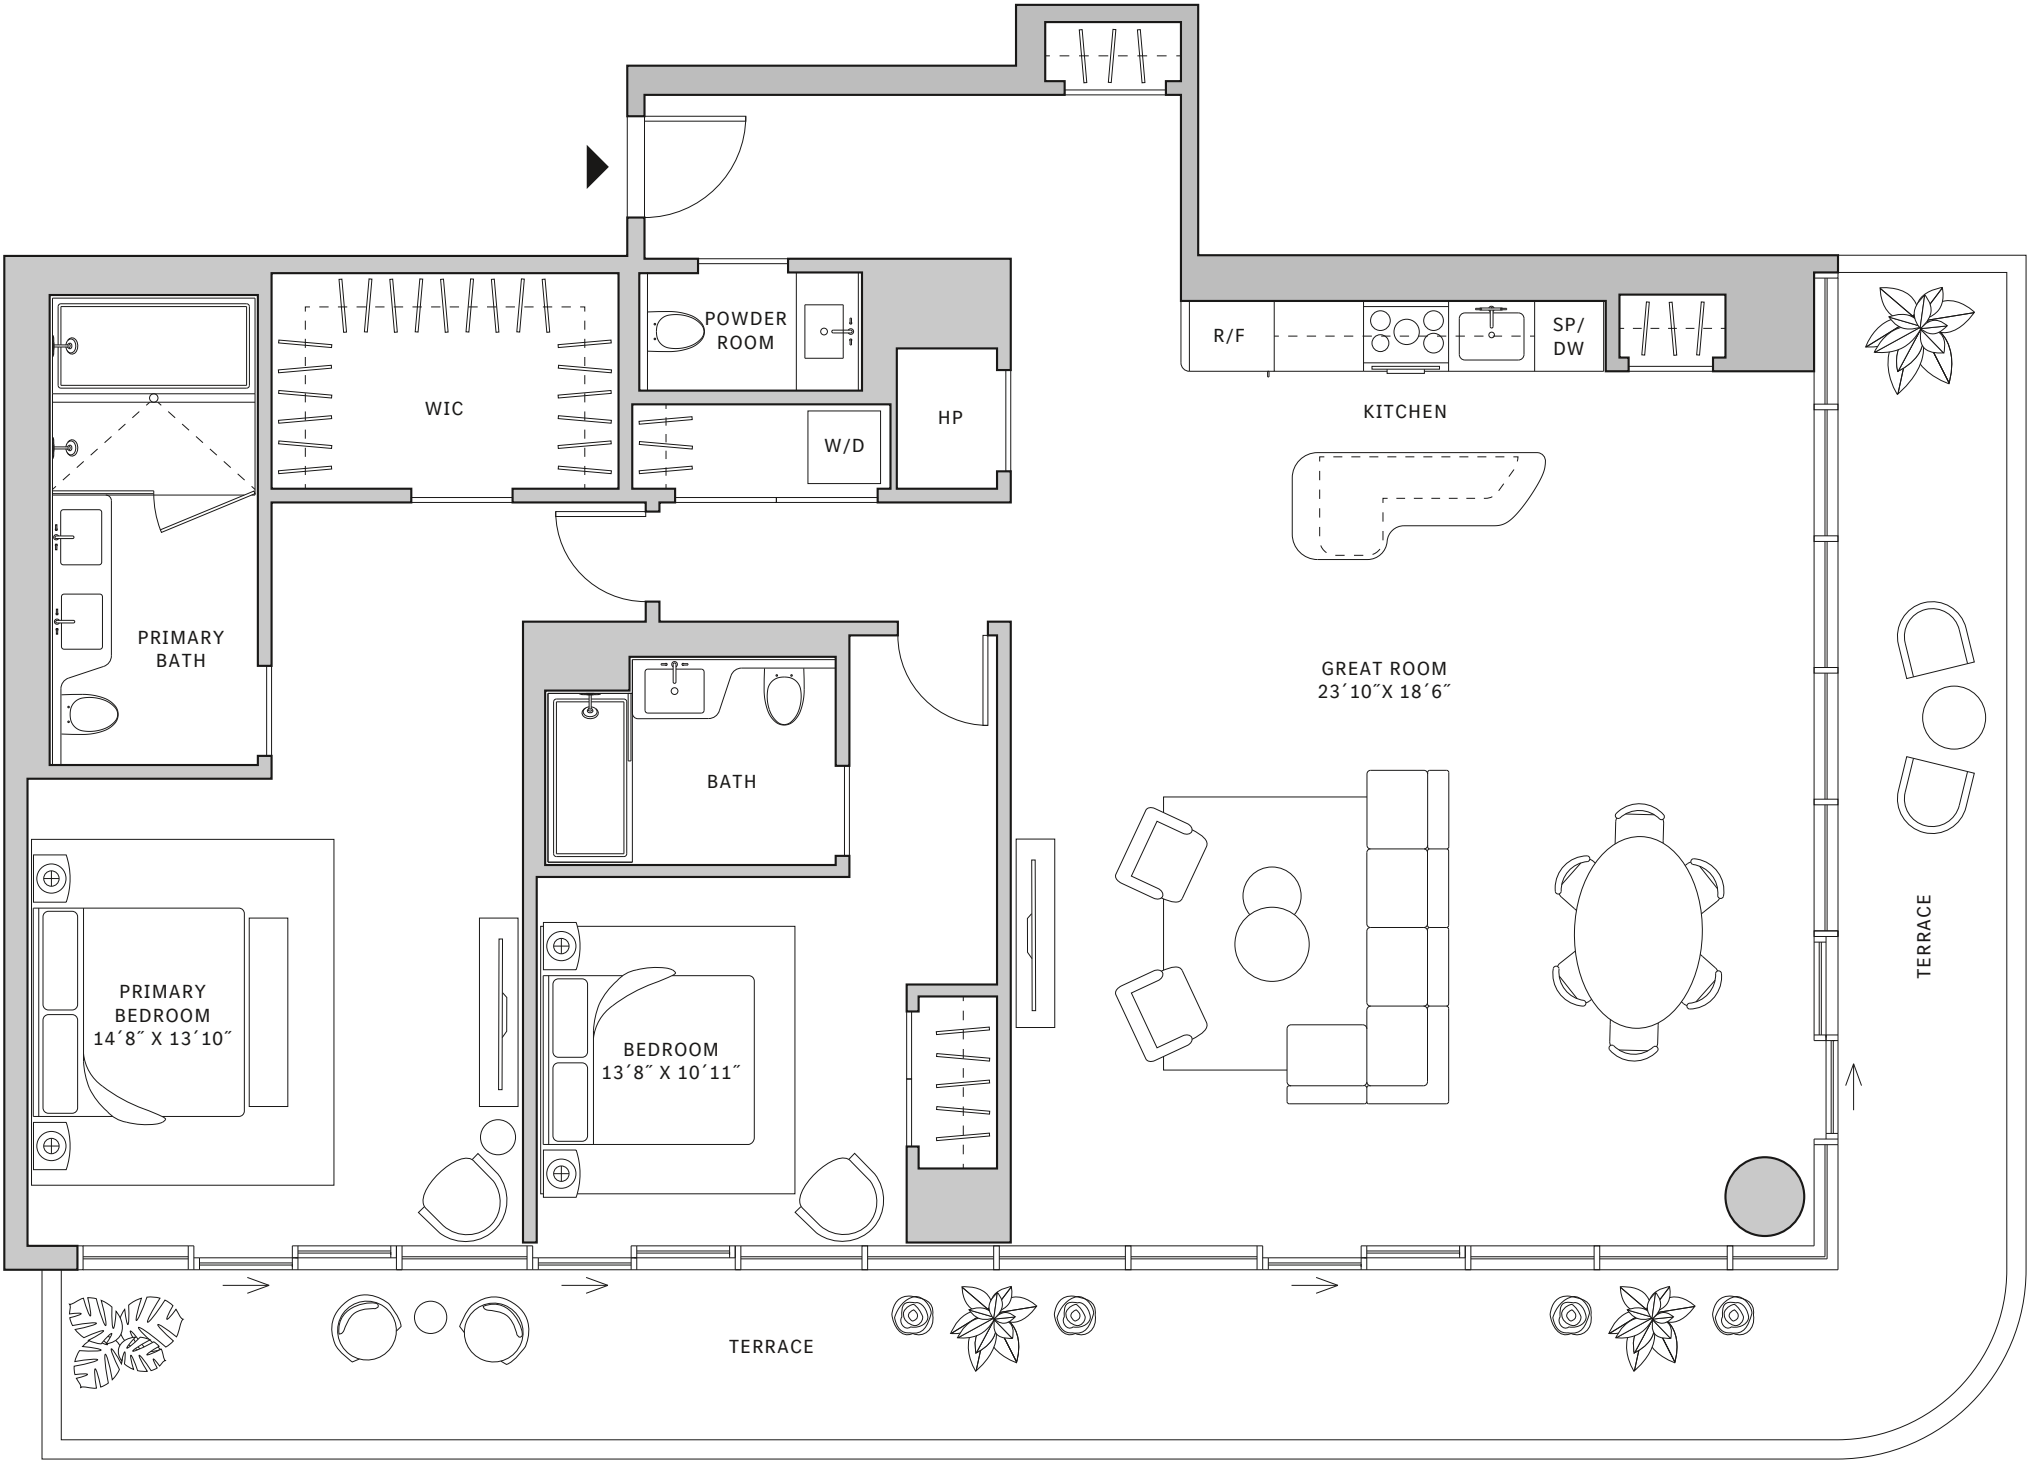 POWDER
ROOM
R/F
SP/
DW
WIC
KITCHEN
HP
W/D
PRIMARY
BATH
GREAT ROOM
23´10˝X 18´6˝
BATH
TERRACE
PRIMARY
BEDROOM
14´8˝ X 13´10˝
BEDROOM
13´8˝ X 10´11˝
TERRACE